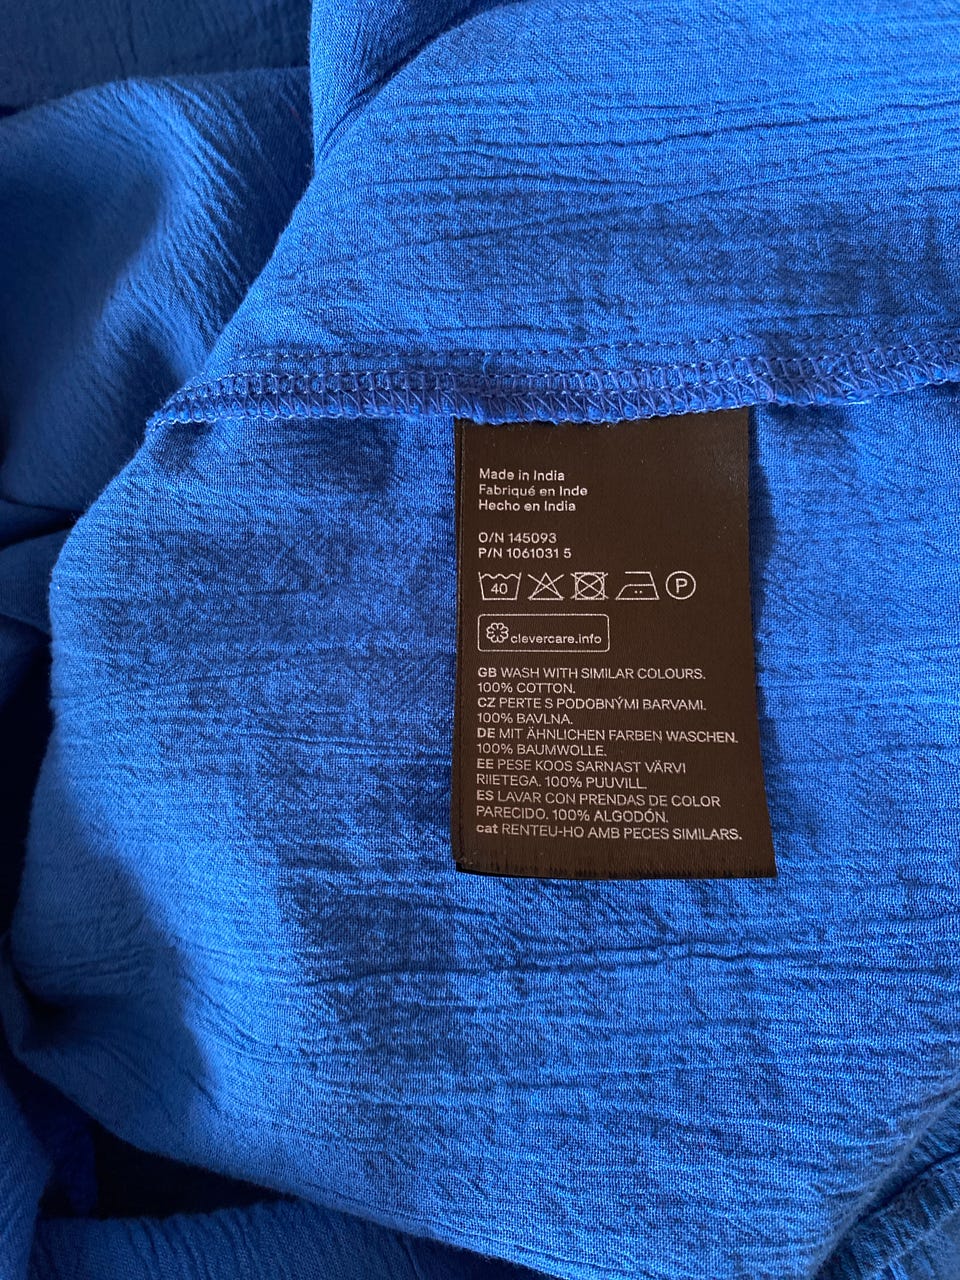 Made in India
Fabriqué en Inde
Hecho en India
O/N 145093
P/N 1061031 5
40 P
clevercare.info
GB WASH WITH SIMILAR COLOURS.
100% COTTON.
CZ PERTE S PODOBNÝMI BARVAMI.
100% BAVLNA.
DE MIT ÄHNLICHEN FARBEN WASCHEN.
100% BAUMWOLLE.
EE PESE KOOS SARNAST VÄRVI
RIIETEGA. 100% PUUVILL.
ES LAVAR CON PRENDAS DE COLOR
PARECIDO. 100% ALGODÓN.
cat RENTEU-HO AMB PECES SIMILARS.